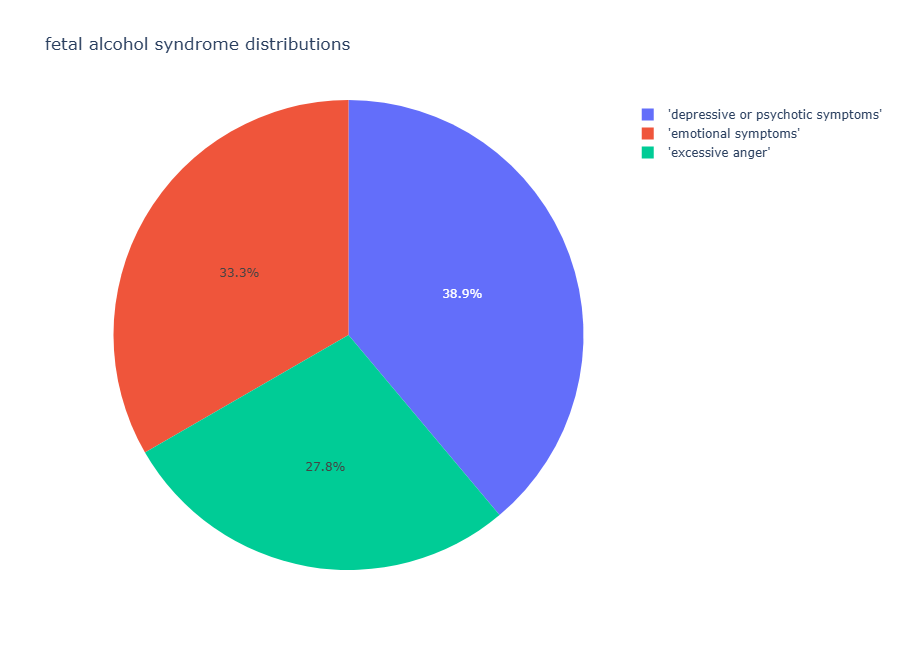 fetal alcohol syndrome distributions
'depressive or psychotic symptoms'
'emotional symptoms'
'excessive anger'
33.3%
38.9%
27.8%